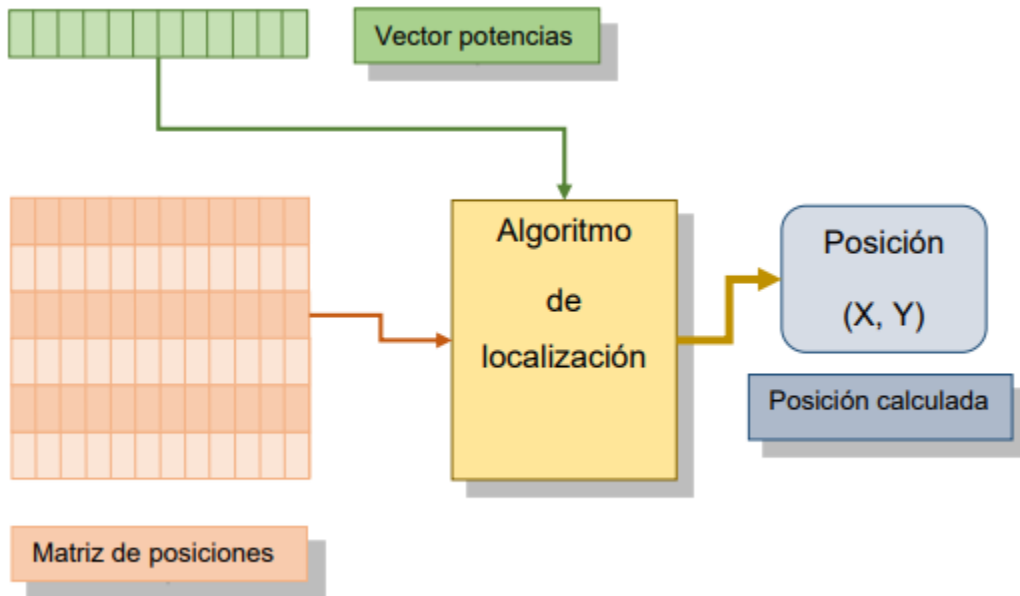 Vector potencias
Algoritmo
de
localización
Posición
(X, Y)
Posición calculada
Matriz de posiciones